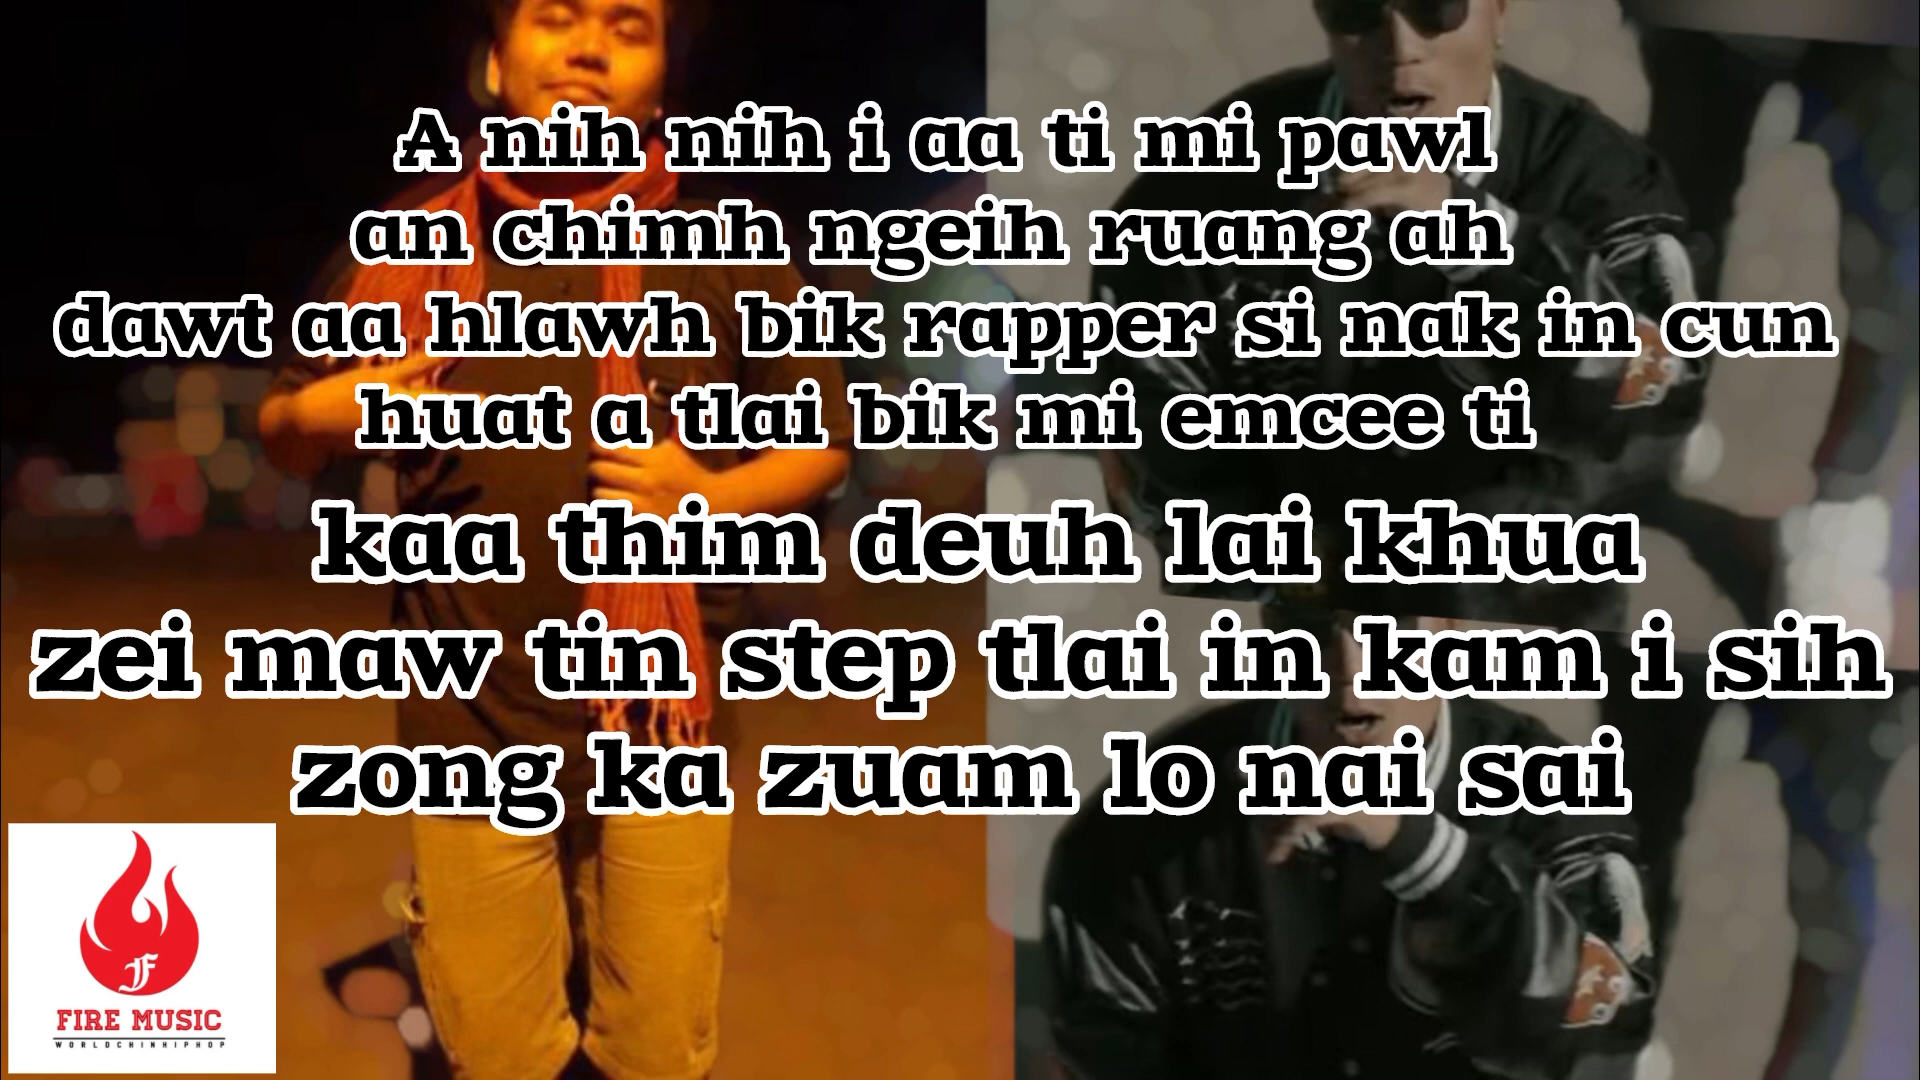 A nih nih i aa ti mi pawl
an chimh ngeih ruang ah
dawt aa hlawh bik rapper si nak in cun
huat a tlai bik mi emcee ti
kaa thim deuh lai khua
zei maw tin step tlai in kam i sih
zong ka zuam lo nai sai
F
FIRE MUSIC
WORLDCHINHIPHOP